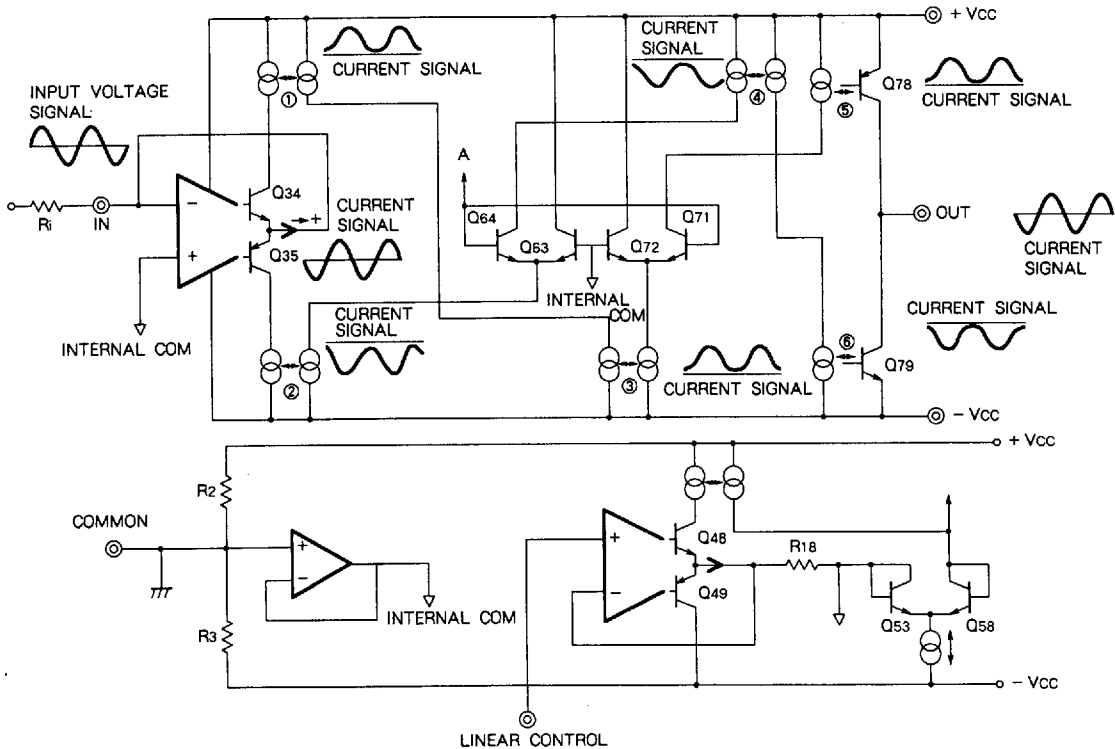 + Vcc
CURRENT SIGNAL
①
CURRENT
SIGNAL
④
⑤
Q78
CURRENT SIGNAL
INPUT VOLTAGE
SIGNAL
Q34
− +
Ri
IN
+
CURRENT
SIGNAL
Q35
INTERNAL COM
A
Q64
Q63
Q72
Q71
INTERNAL
COM
OUT
CURRENT
SIGNAL
CURRENT
SIGNAL
②
③
CURRENT SIGNAL
CURRENT SIGNAL
⑥
Q79
− Vcc
+ Vcc
R2
COMMON
+
−
INTERNAL COM
R3
+
−
Q48
Q49
R18
Q53
Q58
− Vcc
LINEAR CONTROL